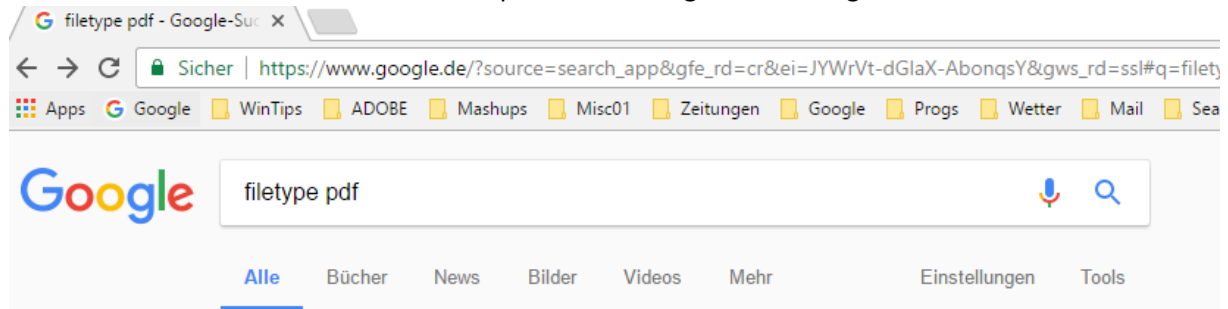 filetype pdf - Google-Suc
Sicher | https://www.google.de/?source=search_app&gfe_rd=cr&ei=JYWrVt-dGIaX-AbonqsY&gws_rd=ssl#q=filety
Apps Google WinTips ADOBE Mashups Misc01 Zeitungen Google Progs Wetter Mail Sea
Google filetype pdf
Alle Bücher News Bilder Videos Mehr Einstellungen Tools